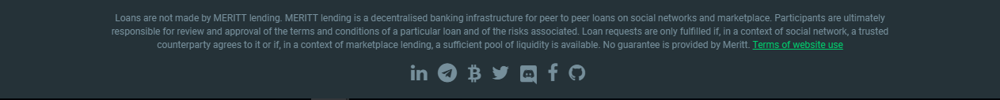 Loans are not made by MERITT lending. MERITT lending is a decentralised banking infrastructure for peer to peer loans on social networks and marketplace. Participants are ultimately
responsible for review and approval of the terms and conditions of a particular loan and of the risks associated. Loan requests are only fulfilled if, in a context of social network, a trusted
counterparty agrees to it or if, in a context of marketplace lending, a sufficient pool of liquidity is available. No guarantee is provided by Meritt. Terms of website use